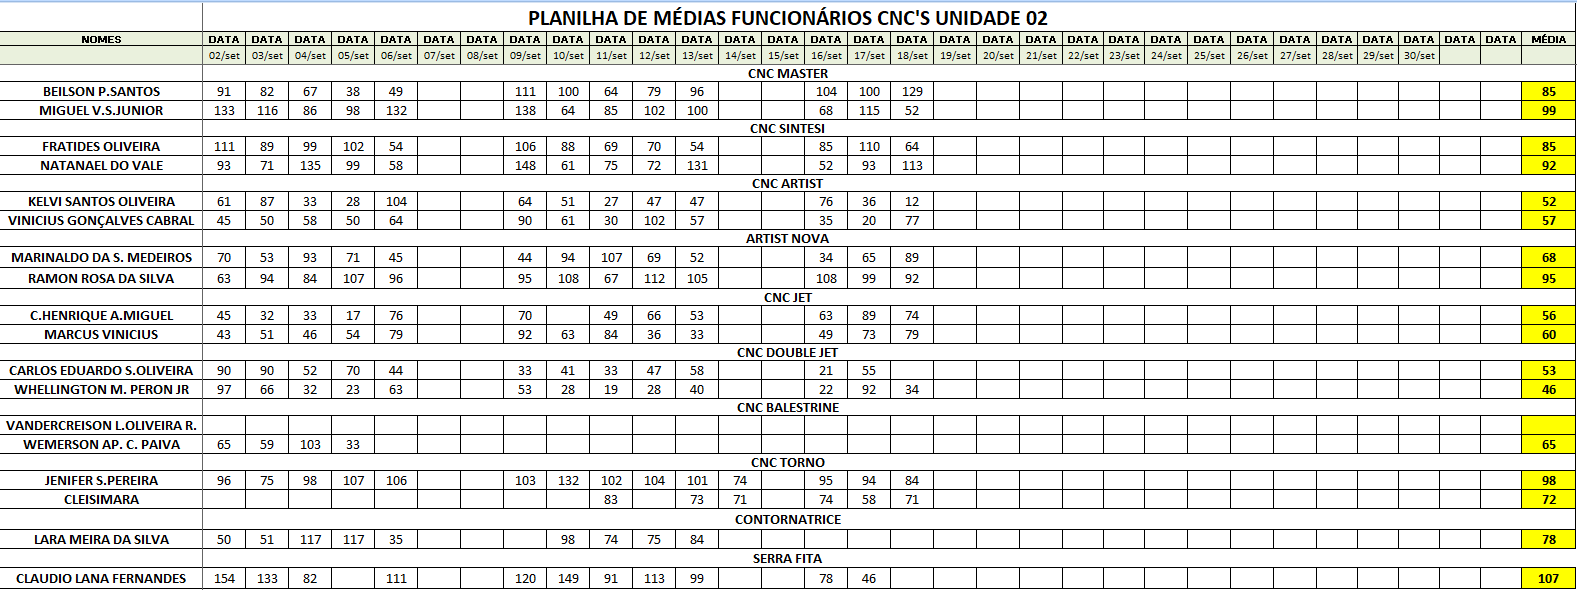 PLANILHA DE MÉDIAS FUNCIONÁRIOS CNC'S UNIDADE 02
NOMES DATA DATA DATA DATA DATA DATA DATA DATA DATA DATA DATA DATA DATA DATA DATA DATA DATA DATA DATA DATA DATA DATA DATA DATA DATA DATA DATA DATA DATA DATA DATA MÉDIA
02/set 03/set 04/set 05/set 06/set 07/set 08/set 09/set 10/set 11/set 12/set 13/set 14/set 15/set 16/set 17/set 18/set 19/set 20/set 21/set 22/set 23/set 24/set 25/set 26/set 27/set 28/set 29/set 30/set
CNC MASTER
BEILSON P.SANTOS 91 82 67 38 49 111 100 64 79 96 104 100 129 85
MIGUEL V.S.JUNIOR 133 116 86 98 132 138 64 85 102 100 68 115 52 99
CNC SINTESI
FRATIDES OLIVEIRA 111 89 99 102 54 106 88 69 70 54 85 110 64 85
NATANAEL DO VALE 93 71 135 99 58 148 61 75 72 131 52 93 113 92
CNC ARTIST
KELVI SANTOS OLIVEIRA 61 87 33 28 104 64 51 27 47 47 76 36 12 52
VINICIUS GONÇALVES CABRAL 45 50 58 50 64 90 61 30 102 57 35 20 77 57
ARTIST NOVA
MARINALDO DA S. MEDEIROS 70 53 93 71 45 44 94 107 69 52 34 65 89 68
RAMON ROSA DA SILVA 63 94 84 107 96 95 108 67 112 105 108 99 92 95
CNC JET
C.HENRIQUE A.MIGUEL 45 32 33 17 76 70 49 66 53 63 89 74 56
MARCUS VINICIUS 43 51 46 54 79 92 63 84 36 33 49 73 79 60
CNC DOUBLE JET
CARLOS EDUARDO S.OLIVEIRA 90 90 52 70 44 33 41 33 47 58 21 55 53
WHELLINGTON M. PERON JR 97 66 32 23 63 53 28 19 28 40 22 92 34 46
CNC BALESTRINE
VANDERCREISON L.OLIVEIRA R.
WEMERSON AP. C. PAIVA 65 59 103 33 65
CNC TORNO
JENIFER S.PEREIRA 96 75 98 107 106 103 132 102 104 101 74 95 94 84 98
CLEISIMARA 83 73 71 74 58 71 72
CONTORNATRICE
LARA MEIRA DA SILVA 50 51 117 117 35 98 74 75 84 78
SERRA FITA
CLAUDIO LANA FERNANDES 154 133 82 111 120 149 91 113 99 78 46 107